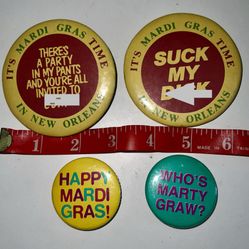 IT'S MARDI GRAS TIME
THERE'S
A PARTY
IN MY PANTS
AND YOU'RE ALL
INVITED TO
IN NEW ORLEANS
IT'S MARDI GRAS TIME
SUCK
MY
IN NEW ORLEANS
1 2 3 4 5 6
HAPPY
MARDI
GRAS!
WHO'S
MARTY
GRAW?